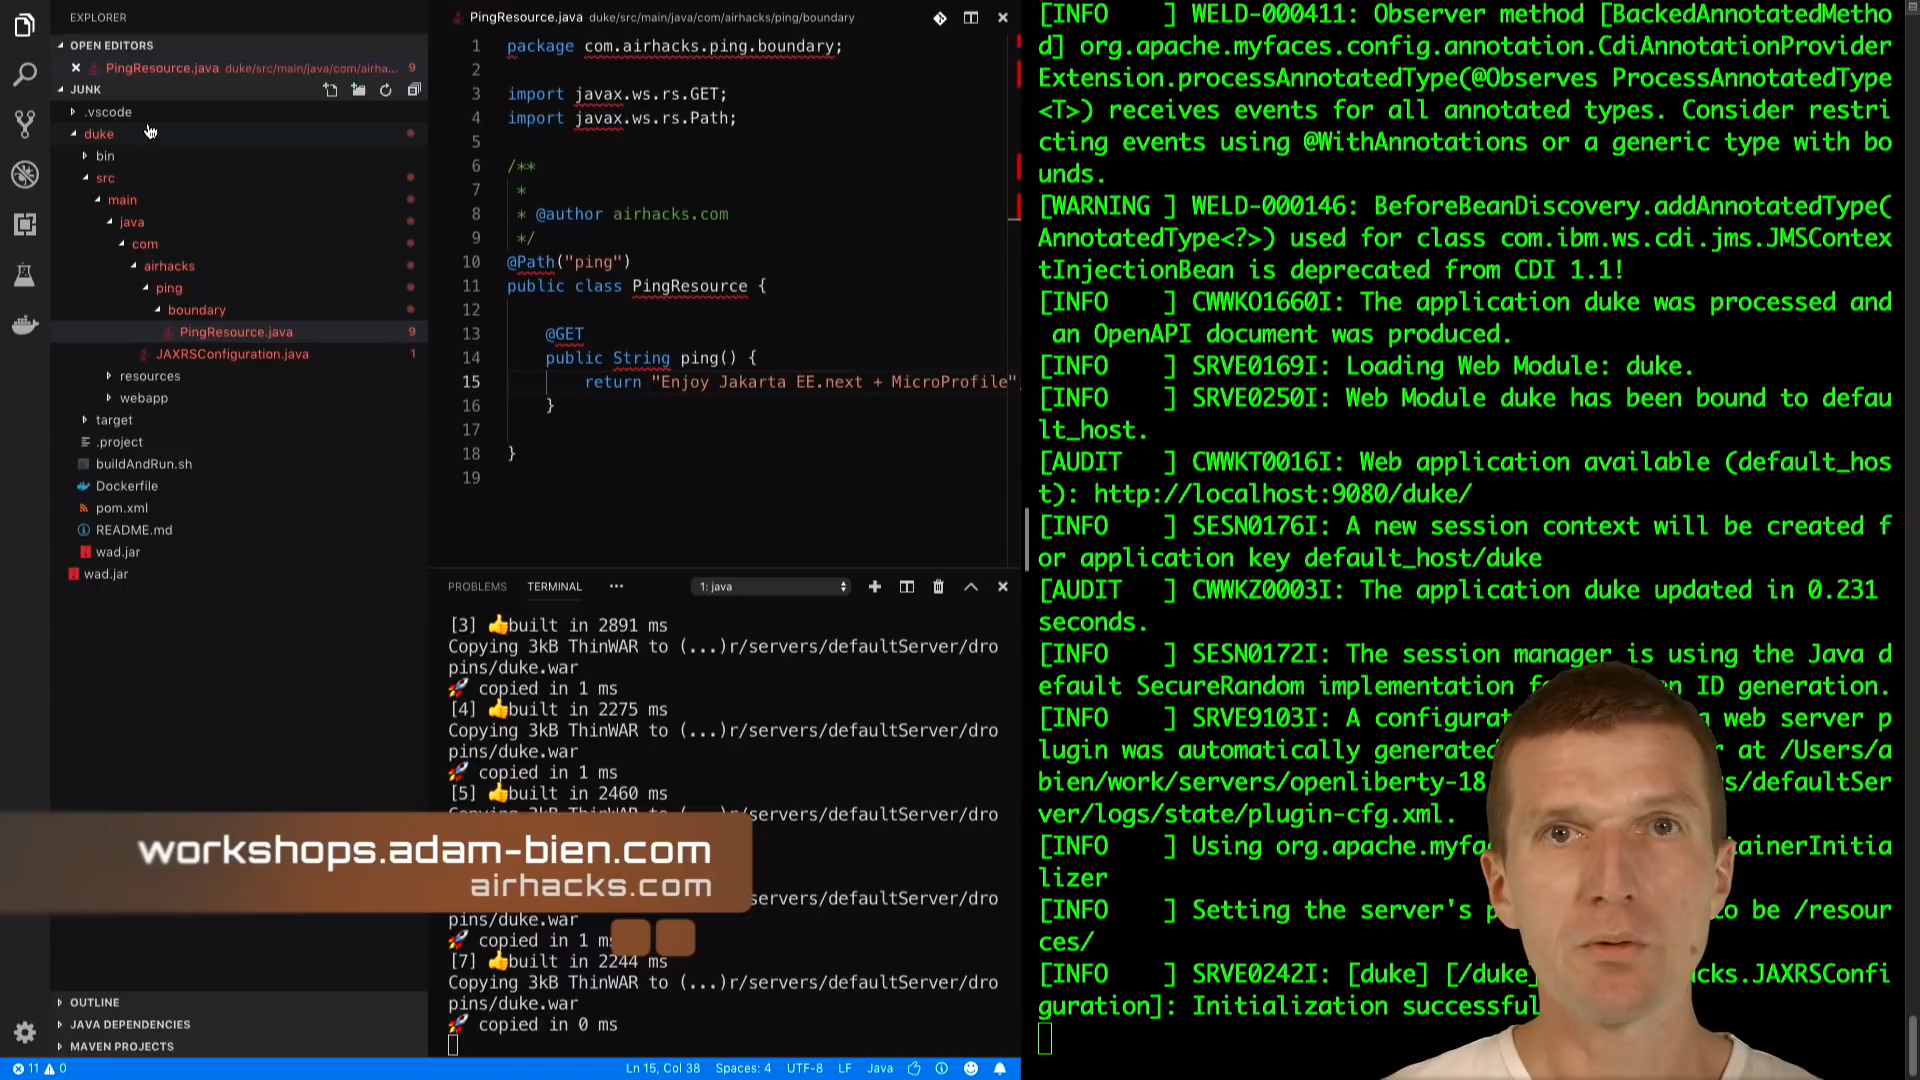 EXPLORER
OPEN EDITORS
PingResource.java duke/src/main/java/com/airha... 9
JUNK
.vscode
duke
bin
src
main
java
com
airhacks
ping
boundary
PingResource.java 9
JAXRSConfiguration.java 1
resources
webapp
target
.project
buildAndRun.sh
Dockerfile
pom.xml
README.md
wad.jar
wad.jar
OUTLINE
JAVA DEPENDENCIES
MAVEN PROJECTS
PingResource.java duke/src/main/java/com/airhacks/ping/boundary
1 package com.airhacks.ping.boundary;
2
3 import javax.ws.rs.GET;
4 import javax.ws.rs.Path;
5
6 /**
7 *
8 * @author airhacks.com
9 */
10 @Path("ping")
11 public class PingResource {
12
13 @GET
14 public String ping() {
15 return "Enjoy Jakarta EE.next + MicroProfile"
16 }
17
18 }
19
PROBLEMS TERMINAL ... 1: java
[3] 👍built in 2891 ms
Copying 3kB ThinWAR to (...)r/servers/defaultServer/dro
pins/duke.war
🚀 copied in 1 ms
[4] 👍built in 2275 ms
Copying 3kB ThinWAR to (...)r/servers/defaultServer/dro
pins/duke.war
🚀 copied in 1 ms
[5] 👍built in 2460 ms
servers/defaultServer/dro
servers/defaultServer/dro
pins/duke.war
🚀 copied in 1 ms
[7] 👍built in 2244 ms
Copying 3kB ThinWAR to (...)r/servers/defaultServer/dro
pins/duke.war
🚀 copied in 0 ms
workshops.adam-bien.com
airhacks.com
[INFO ] WELD-000411: Observer method [BackedAnnotatedMetho
d] org.apache.myfaces.config.annotation.CdiAnnotationProvider
Extension.processAnnotatedType(@Observes ProcessAnnotatedType
<T>) receives events for all annotated types. Consider restri
cting events using @WithAnnotations or a generic type with bo
unds.
[WARNING ] WELD-000146: BeforeBeanDiscovery.addAnnotatedType(
AnnotatedType<?>) used for class com.ibm.ws.cdi.jms.JMSContex
tInjectionBean is deprecated from CDI 1.1!
[INFO ] CWWKO1660I: The application duke was processed and
an OpenAPI document was produced.
[INFO ] SRVE0169I: Loading Web Module: duke.
[INFO ] SRVE0250I: Web Module duke has been bound to defau
lt_host.
[AUDIT ] CWWKT0016I: Web application available (default_hos
t): http://localhost:9080/duke/
[INFO ] SESN0176I: A new session context will be created f
or application key default_host/duke
[AUDIT ] CWWKZ0003I: The application duke updated in 0.231
seconds.
[INFO ] SESN0172I: The session manager is using the Java d
efault SecureRandom implementation f n ID generation.
[INFO ] SRVE9103I: A configurat a web server p
lugin was automatically generated r at /Users/a
bien/work/servers/openliberty-18 s/defaultSer
ver/logs/state/plugin-cfg.xml.
[INFO ] Using org.apache.myfa tainerInitia
lizer
[INFO ] Setting the server's p to be /resour
ces/
[INFO ] SRVE0242I: [duke] [/duke] cks.JAXRSConfi
guration]: Initialization successful
11 0 Ln 15, Col 38 Spaces: 4 UTF-8 LF Java